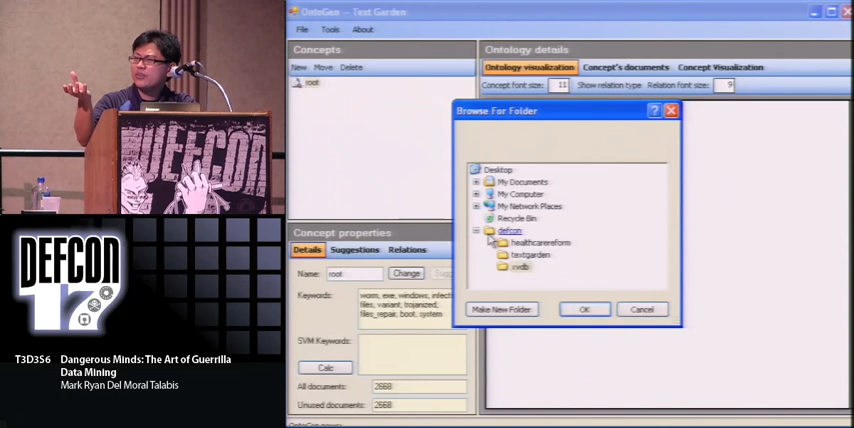 DEFCON
DEFCON
17
T3D3S6 Dangerous Minds: The Art of Guerrilla
Data Mining
Mark Ryan Del Moral Talabis
OntoGen -- Text Garden
File Tools About
Concepts
New Move Delete
root
Ontology details
Ontology visualization Concept's documents Concept Visualization
Concept font size: 11 Show relation type Relation font size: 9
Browse For Folder
Desktop
My Documents
My Computer
My Network Places
Recycle Bin
defcon
healthcarereform
textgarden
xvdb
Make New Folder OK Cancel
Concept properties
Details Suggestions Relations
Name: root Change
Keywords: worm, exe, windows, infect
files, variant, trojanized,
files_repair, boot, system
SVM Keywords:
Calc
All documents: 2668
Unused documents: 2668